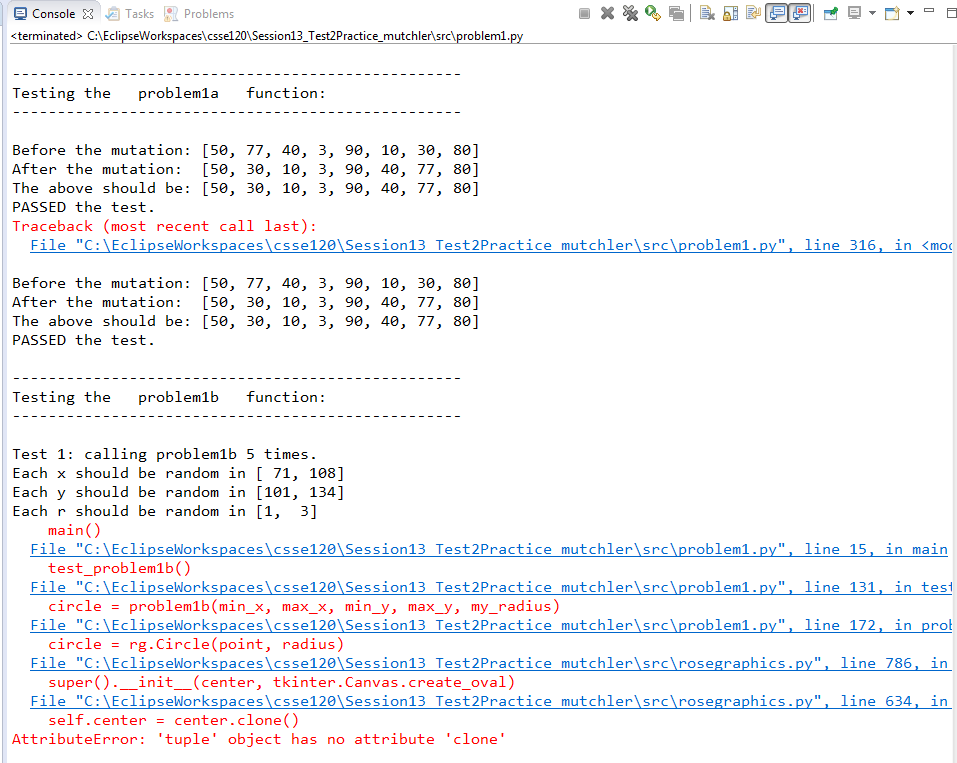 Console Tasks Problems
<terminated> C:\EclipseWorkspaces\csse120\Session13_Test2Practice_mutchler\src\problem1.py
--------------------------------------------------
Testing the   problem1a   function:
--------------------------------------------------
Before the mutation: [50, 77, 40, 3, 90, 10, 30, 80]
After the mutation:  [50, 30, 10, 3, 90, 40, 77, 80]
The above should be: [50, 30, 10, 3, 90, 40, 77, 80]
PASSED the test.
Traceback (most recent call last):
  File "C:\EclipseWorkspaces\csse120\Session13_Test2Practice_mutchler\src\problem1.py", line 316, in <mod
Before the mutation: [50, 77, 40, 3, 90, 10, 30, 80]
After the mutation:  [50, 30, 10, 3, 90, 40, 77, 80]
The above should be: [50, 30, 10, 3, 90, 40, 77, 80]
PASSED the test.
--------------------------------------------------
Testing the   problem1b   function:
--------------------------------------------------
Test 1: calling problem1b 5 times.
Each x should be random in [ 71, 108]
Each y should be random in [101, 134]
Each r should be random in [1,  3]
    main()
  File "C:\EclipseWorkspaces\csse120\Session13_Test2Practice_mutchler\src\problem1.py", line 15, in main
    test_problem1b()
  File "C:\EclipseWorkspaces\csse120\Session13_Test2Practice_mutchler\src\problem1.py", line 131, in test
    circle = problem1b(min_x, max_x, min_y, max_y, my_radius)
  File "C:\EclipseWorkspaces\csse120\Session13_Test2Practice_mutchler\src\problem1.py", line 172, in prob
    circle = rg.Circle(point, radius)
  File "C:\EclipseWorkspaces\csse120\Session13_Test2Practice_mutchler\src\rosegraphics.py", line 786, in
    super().__init__(center, tkinter.Canvas.create_oval)
  File "C:\EclipseWorkspaces\csse120\Session13_Test2Practice_mutchler\src\rosegraphics.py", line 634, in
    self.center = center.clone()
AttributeError: 'tuple' object has no attribute 'clone'